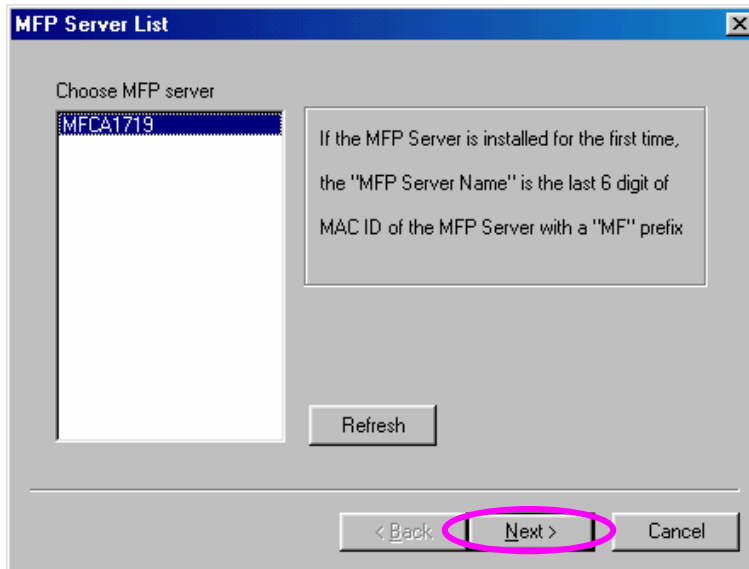 MFP Server List
Choose MFP server
MFCA1719
If the MFP Server is installed for the first time,
the "MFP Server Name" is the last 6 digit of
MAC ID of the MFP Server with a "MF" prefix
Refresh
< Back
Next >
Cancel